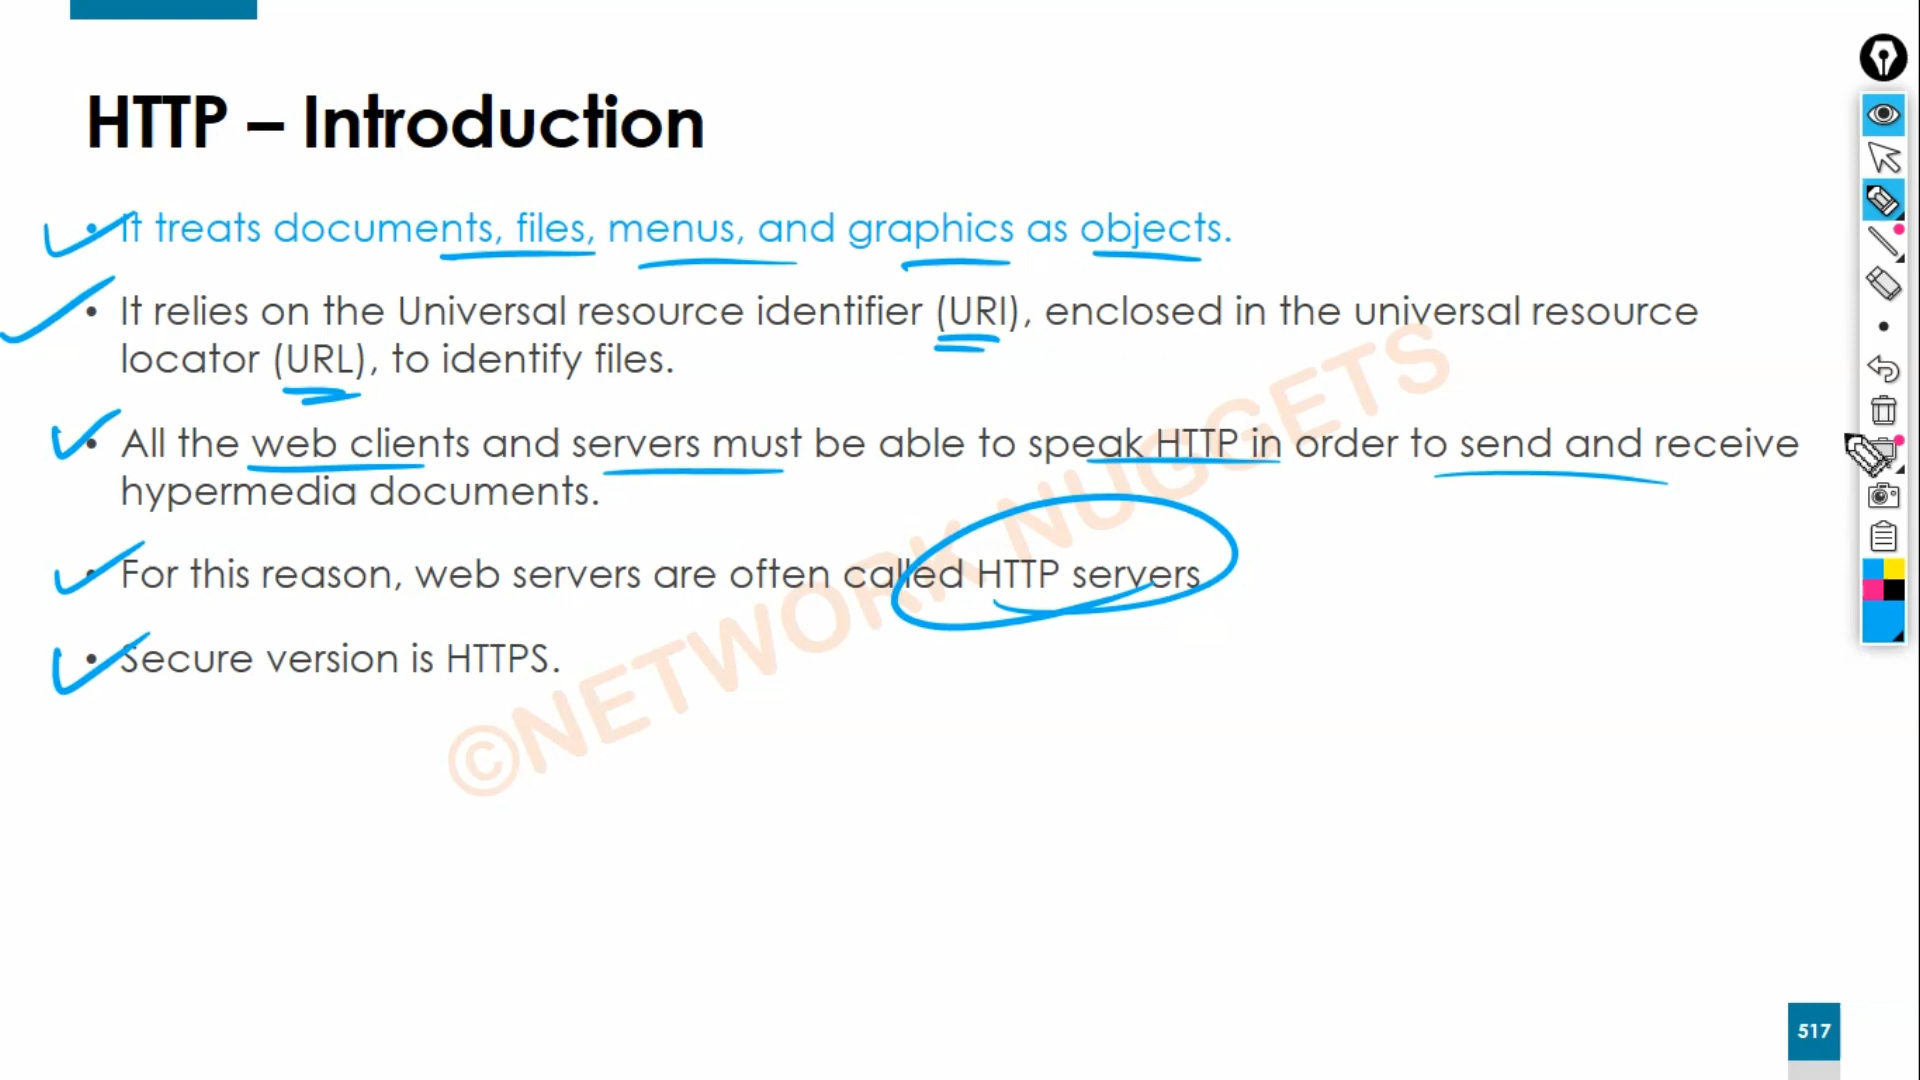 HTTP – Introduction
• It treats documents, files, menus, and graphics as objects.
• It relies on the Universal resource identifier (URI), enclosed in the universal resource
locator (URL), to identify files.
• All the web clients and servers must be able to speak HTTP in order to send and receive
hypermedia documents.
• For this reason, web servers are often called HTTP servers
• Secure version is HTTPS.
©NETWORK NUGGETS
517